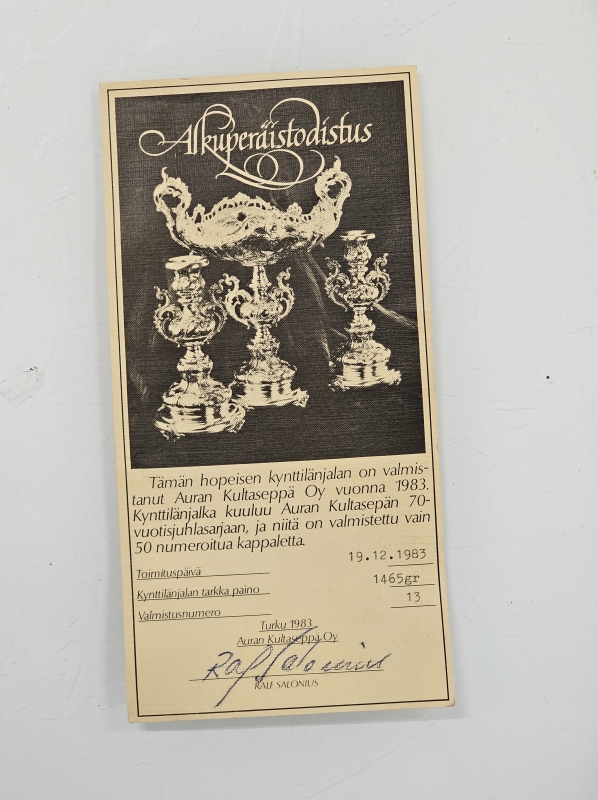 Alkuperäistodistus
Tämän hopeisen kynttilänjalan on valmis-
tanut Auran Kultaseppä Oy vuonna 1983.
Kynttilänjalka kuuluu Auran Kultasepän 70-
vuotisjuhlasarjaan, ja niitä on valmistettu vain
50 numeroitua kappaletta.
Toimituspäivä 19.12.1983
Kynttilänjalan tarkka paino 1465gr
Valmistusnumero 13
Turku 1983
Auran Kultaseppä Oy
Ralf Salonius
RALF SALONIUS